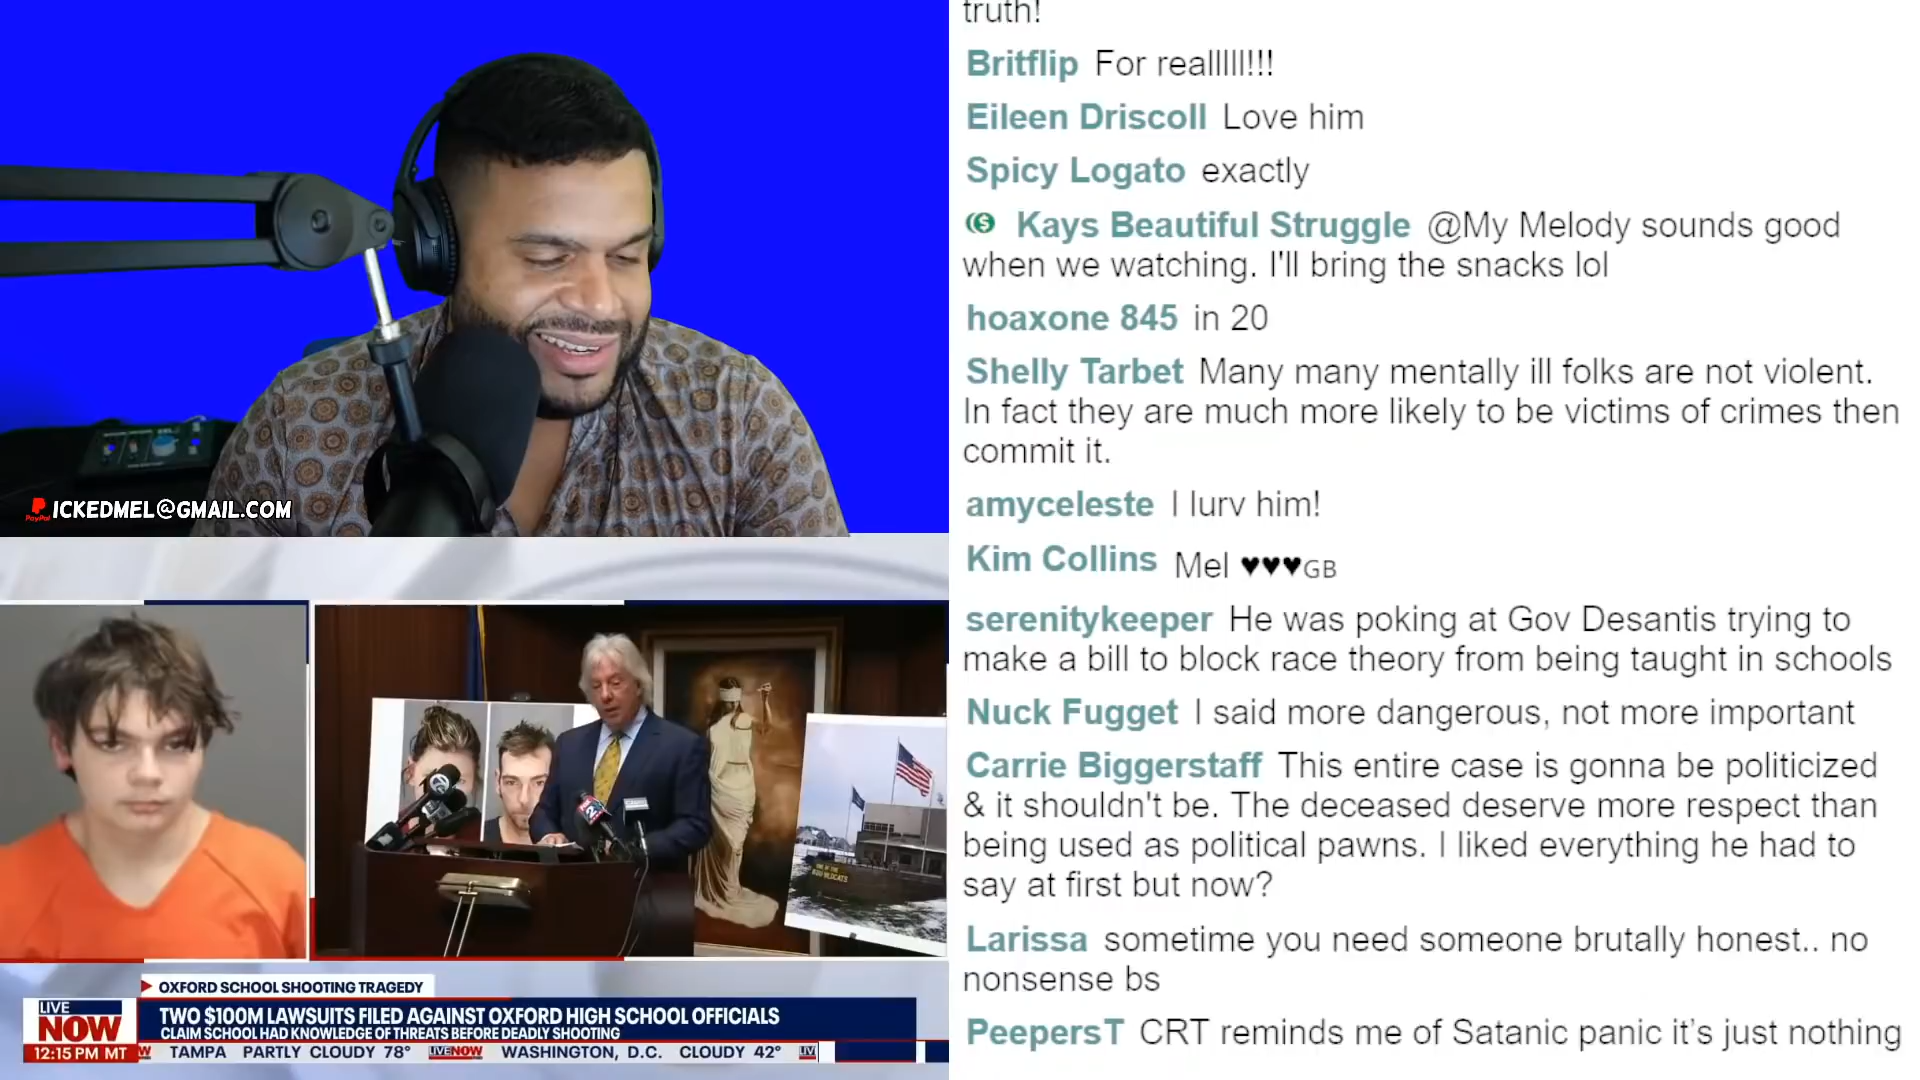 truth!
Britflip For realllll!!!
Eileen Driscoll Love him
Spicy Logato exactly
Kays Beautiful Struggle @My Melody sounds good
when we watching. I'll bring the snacks lol
hoaxone 845 in 20
Shelly Tarbet Many many mentally ill folks are not violent.
In fact they are much more likely to be victims of crimes then
commit it.
amyceleste I lurv him!
Kim Collins Mel ♥♥♥GB
serenitykeeper He was poking at Gov Desantis trying to
make a bill to block race theory from being taught in schools
Nuck Fugget I said more dangerous, not more important
Carrie Biggerstaff This entire case is gonna be politicized
& it shouldn't be. The deceased deserve more respect than
being used as political pawns. I liked everything he had to
say at first but now?
Larissa sometime you need someone brutally honest.. no
nonsense bs
PeepersT CRT reminds me of Satanic panic it’s just nothing
PayPal ICKEDMEL@GMAIL.COM
OXFORD SCHOOL SHOOTING TRAGEDY
LIVE
NOW
TWO $100M LAWSUITS FILED AGAINST OXFORD HIGH SCHOOL OFFICIALS
CLAIM SCHOOL HAD KNOWLEDGE OF THREATS BEFORE DEADLY SHOOTING
12:15 PM MT
TAMPA PARTLY CLOUDY 78° LIVENOW WASHINGTON, D.C. CLOUDY 42° LIV